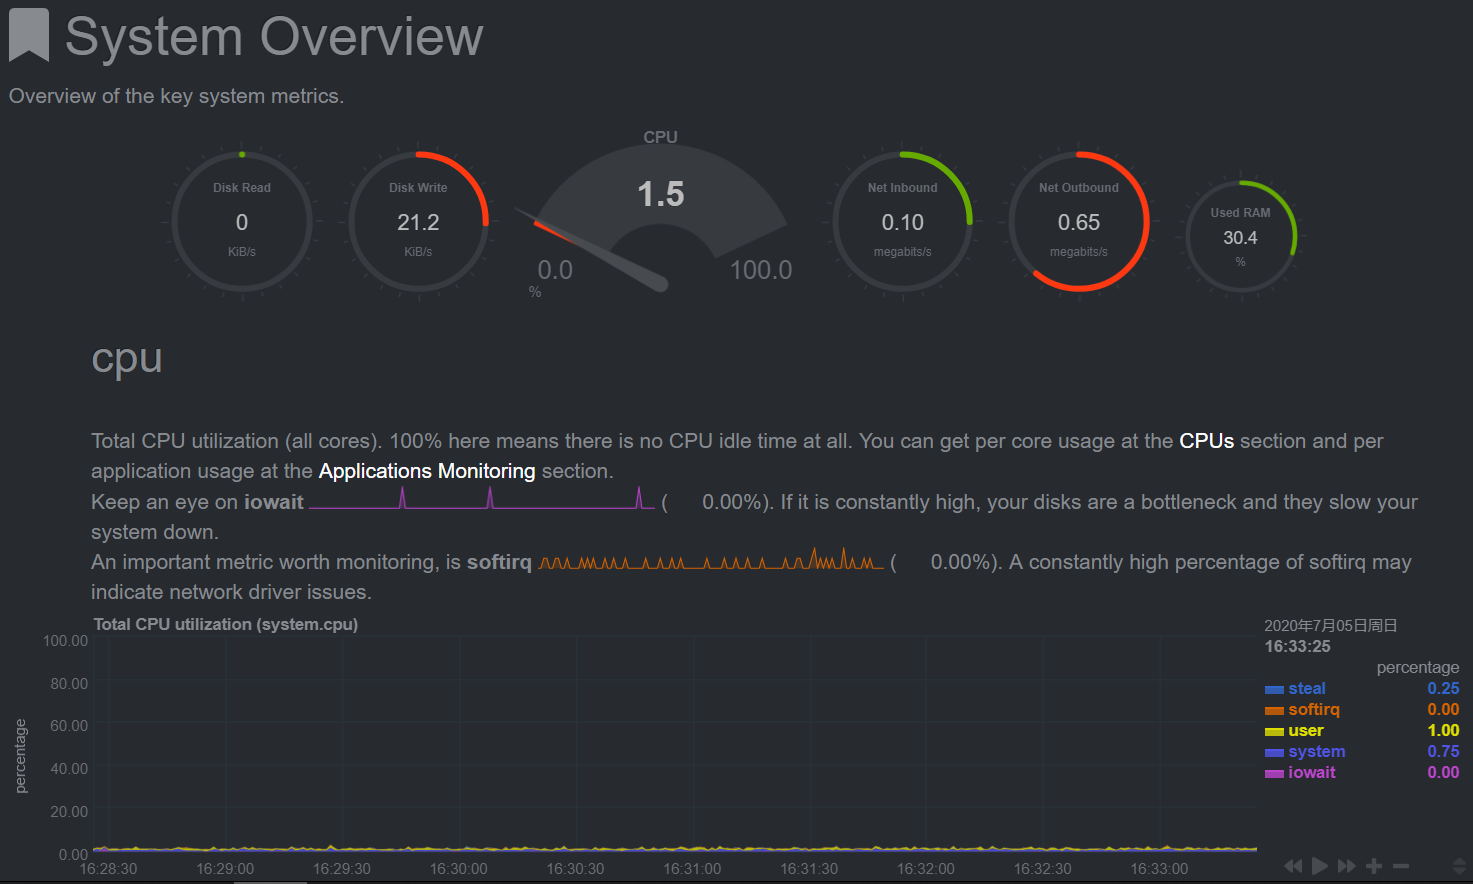 System Overview
Overview of the key system metrics.
CPU
Disk Read
0
KiB/s
Disk Write
21.2
KiB/s
1.5
0.0
100.0
%
Net Inbound
0.10
megabits/s
Net Outbound
0.65
megabits/s
Used RAM
30.4
%
cpu
Total CPU utilization (all cores). 100% here means there is no CPU idle time at all. You can get per core usage at the CPUs section and per
application usage at the Applications Monitoring section.
Keep an eye on iowait ( 0.00%). If it is constantly high, your disks are a bottleneck and they slow your
system down.
An important metric worth monitoring, is softirq ( 0.00%). A constantly high percentage of softirq may
indicate network driver issues.
Total CPU utilization (system.cpu)
percentage
100.00
80.00
60.00
40.00
20.00
0.00
16:28:30 16:29:00 16:29:30 16:30:00 16:30:30 16:31:00 16:31:30 16:32:00 16:32:30 16:33:00
2020年7月05日周日
16:33:25
percentage
steal 0.25
softirq 0.00
user 1.00
system 0.75
iowait 0.00